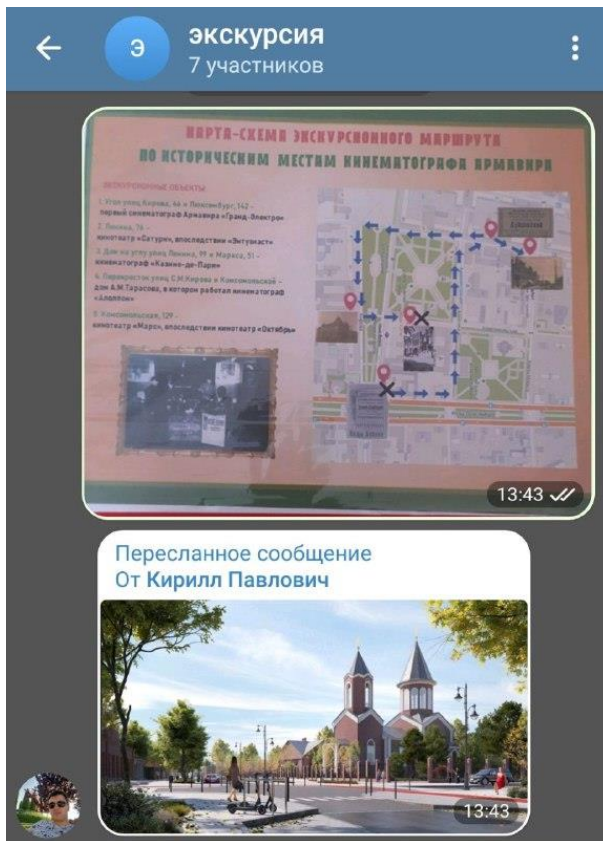 экскурсия
7 участников
КАРТА-СХЕМА ЭКСКУРСИОННОГО МАРШРУТА
ПО ИСТОРИЧЕСКИМ МЕСТАМ КИНЕМАТОГРАФА АРМАВИРА
ЭКСКУРСИОННЫЕ ОБЪЕКТЫ
1. Угол улиц Кирова, 46 и Люксембург, 142 -
первый синематограф Армавира «Гранд-Электро»
2. Ленина, 76 -
кинотеатр «Сатурн», впоследствии «Энтузиаст»
3. Дом на углу улиц Ленина, 99 и Маркса, 51 -
синематограф «Казино-де-Пари»
4. Перекресток улиц С.М.Кирова и Комсомольской -
дом А.М.Тарасова, в котором работал кинематограф
«Аполлон»
5. Комсомольская, 129 -
кинотеатр «Марс», впоследствии кинотеатр «Октябрь»
13:43
Пересланное сообщение
От Кирилл Павлович
13:43
э